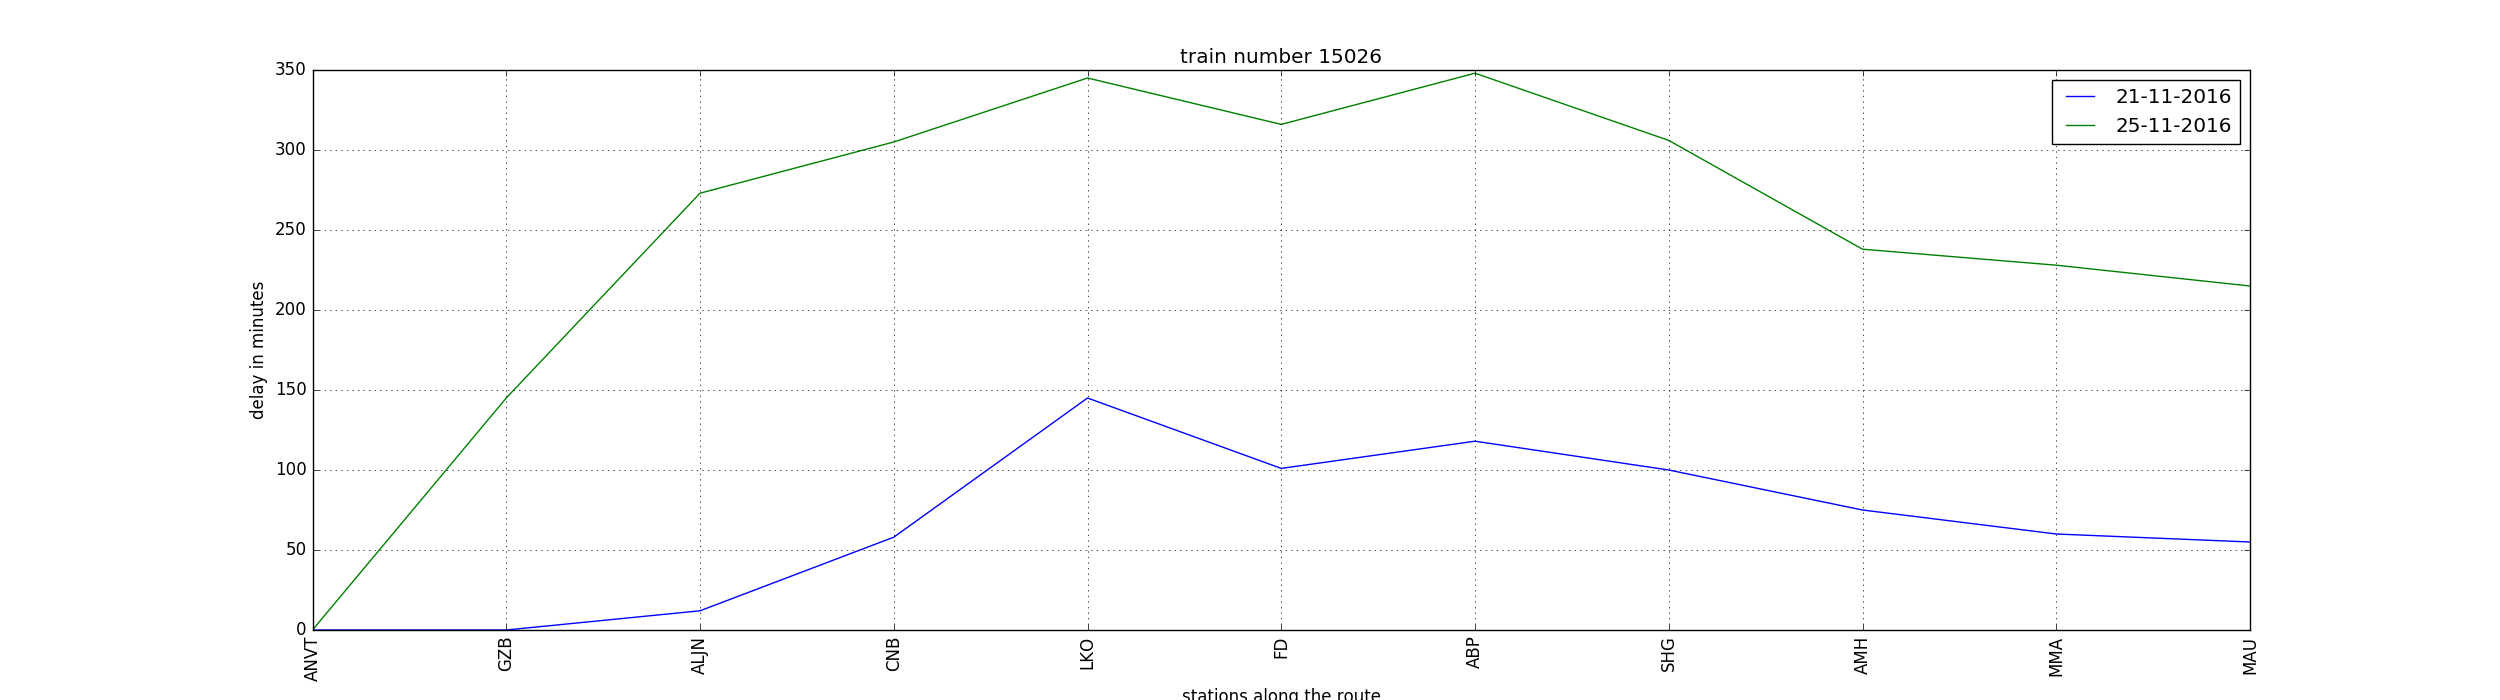 train number 15026
350
300
250
200
150
100
50
0
delay in minutes
21-11-2016
25-11-2016
ANVT
GZB
ALJN
CNB
LKO
FD
ABP
SHG
AMH
MMA
MAU
stations along the route